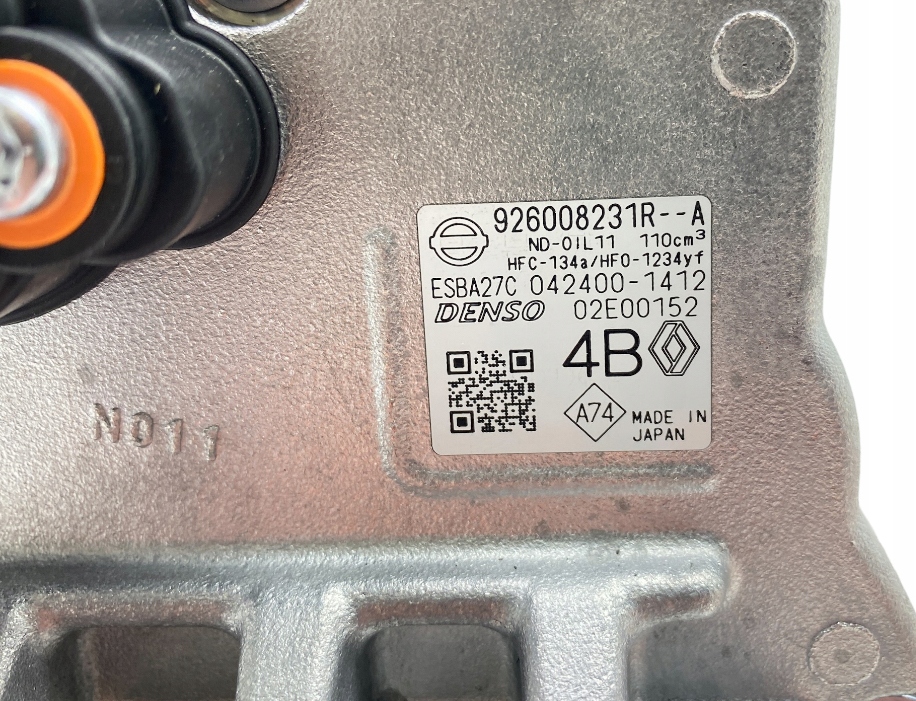 926008231R--A
ND-OIL11 110cm³
HFC-134a/HFO-1234yf
ESBA27C 042400-1412
DENSO 02E00152
4B
A74
MADE IN
JAPAN
N011